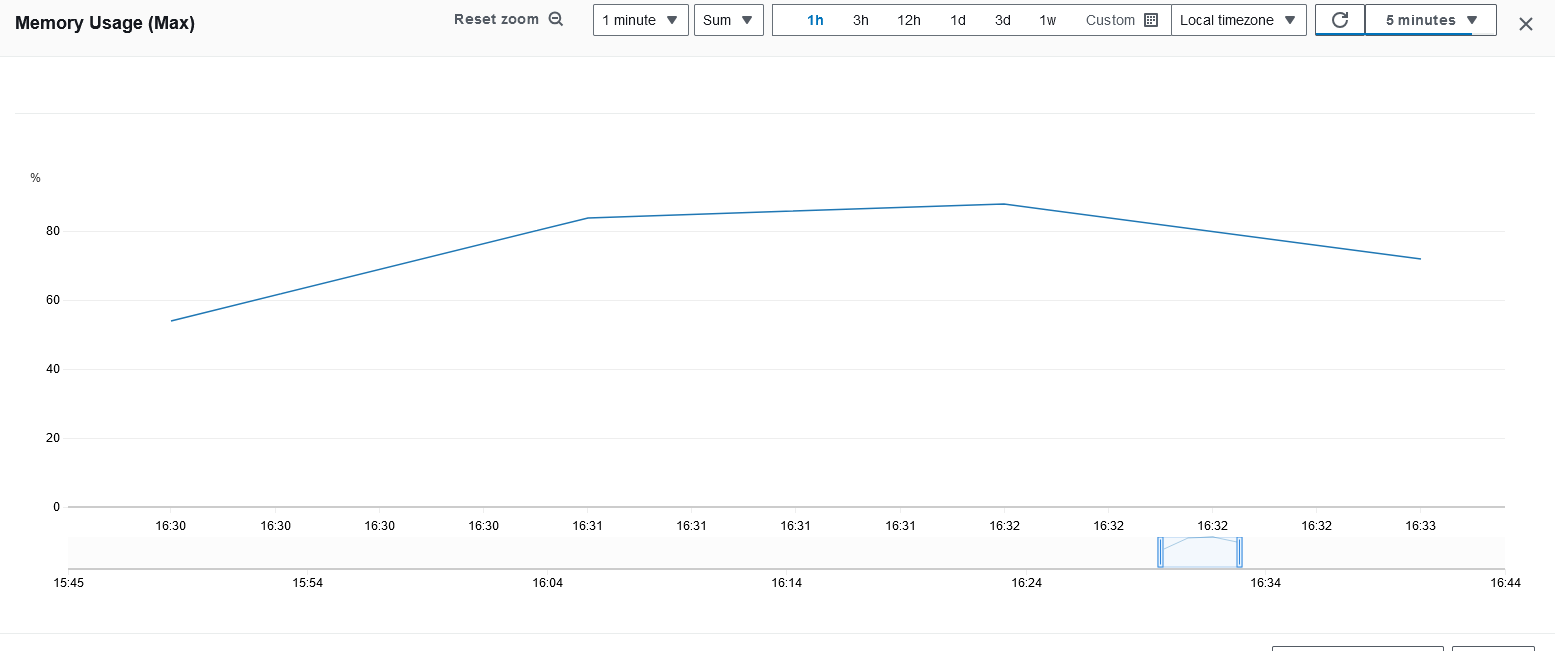 Memory Usage (Max)
Reset zoom 1 minute Sum 1h 3h 12h 1d 3d 1w Custom Local timezone 5 minutes
%
80
60
40
20
0
16:30 16:30 16:30 16:30 16:31 16:31 16:31 16:31 16:32 16:32 16:32 16:32 16:33
15:45 15:54 16:04 16:14 16:24 16:34 16:44